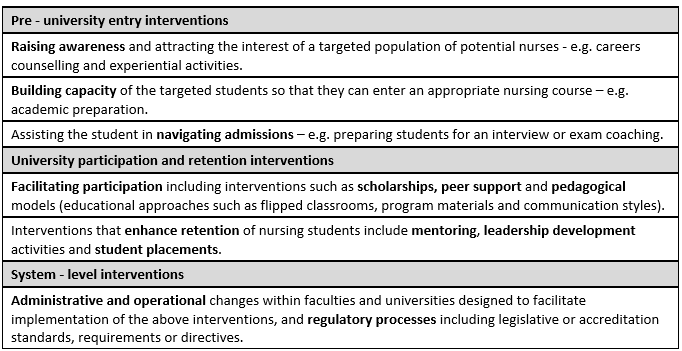 Pre - university entry interventions
Raising awareness and attracting the interest of a targeted population of potential nurses - e.g. careers
counselling and experiential activities.
Building capacity of the targeted students so that they can enter an appropriate nursing course – e.g.
academic preparation.
Assisting the student in navigating admissions – e.g. preparing students for an interview or exam coaching.
University participation and retention interventions
Facilitating participation including interventions such as scholarships, peer support and pedagogical
models (educational approaches such as flipped classrooms, program materials and communication styles).
Interventions that enhance retention of nursing students include mentoring, leadership development
activities and student placements.
System - level interventions
Administrative and operational changes within faculties and universities designed to facilitate
implementation of the above interventions, and regulatory processes including legislative or accreditation
standards, requirements or directives.